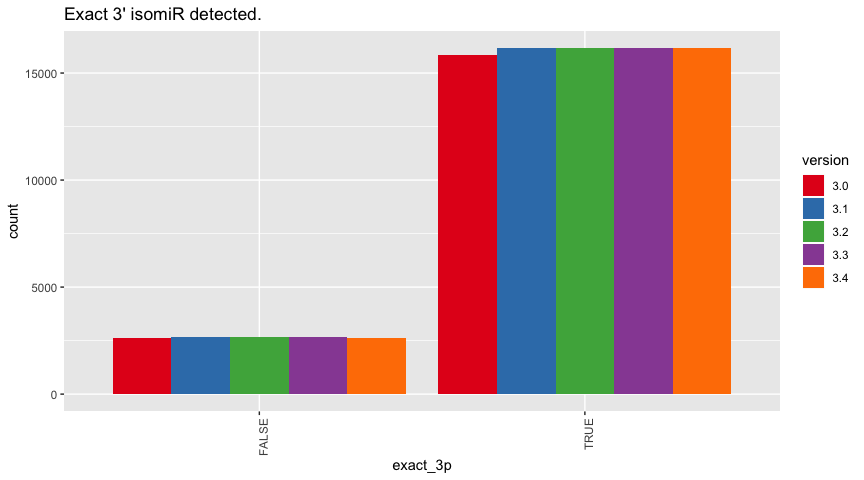 Exact 3' isomiR detected.
count
15000
10000
5000
0
FALSE
TRUE
exact_3p
version
3.0
3.1
3.2
3.3
3.4